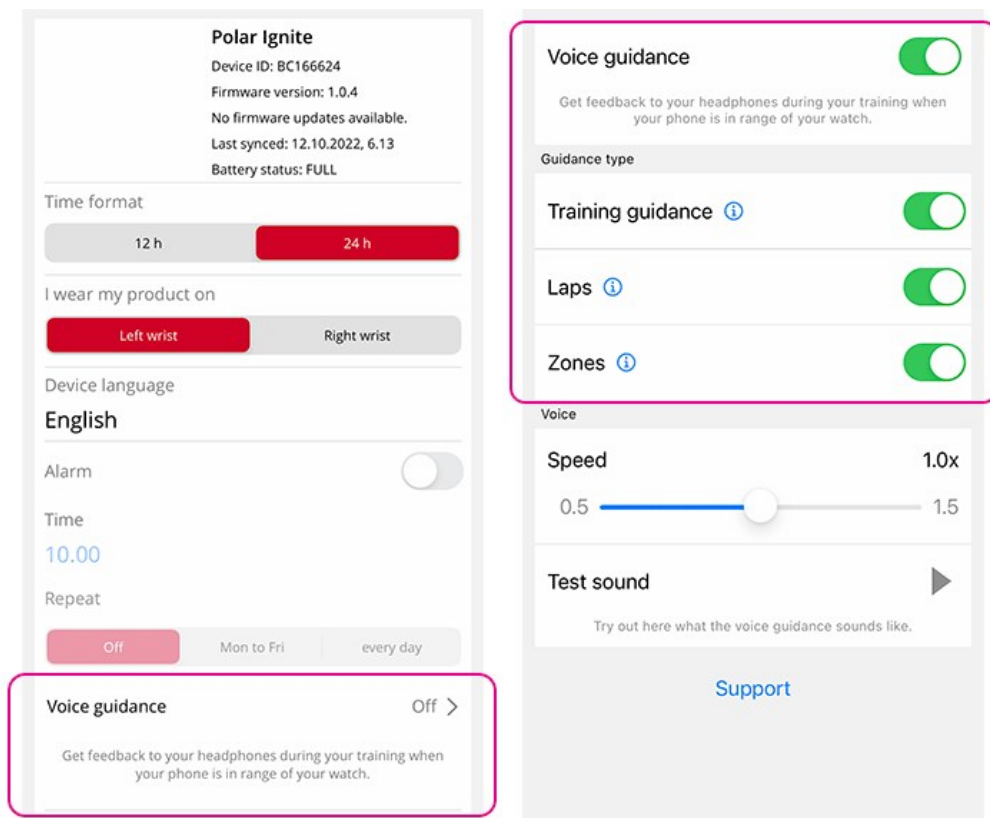 Polar Ignite
Device ID: BC166624
Firmware version: 1.0.4
No firmware updates available.
Last synced: 12.10.2022, 6.13
Battery status: FULL
Time format
12 h
24 h
I wear my product on
Left wrist
Right wrist
Device language
English
Alarm
Time
10.00
Repeat
Off
Mon to Fri
every day
Voice guidance
Off
Get feedback to your headphones during your training when
your phone is in range of your watch.
Voice guidance
Get feedback to your headphones during your training when
your phone is in range of your watch.
Guidance type
Training guidance
Laps
Zones
Voice
Speed
1.0x
0.5
1.5
Test sound
Try out here what the voice guidance sounds like.
Support